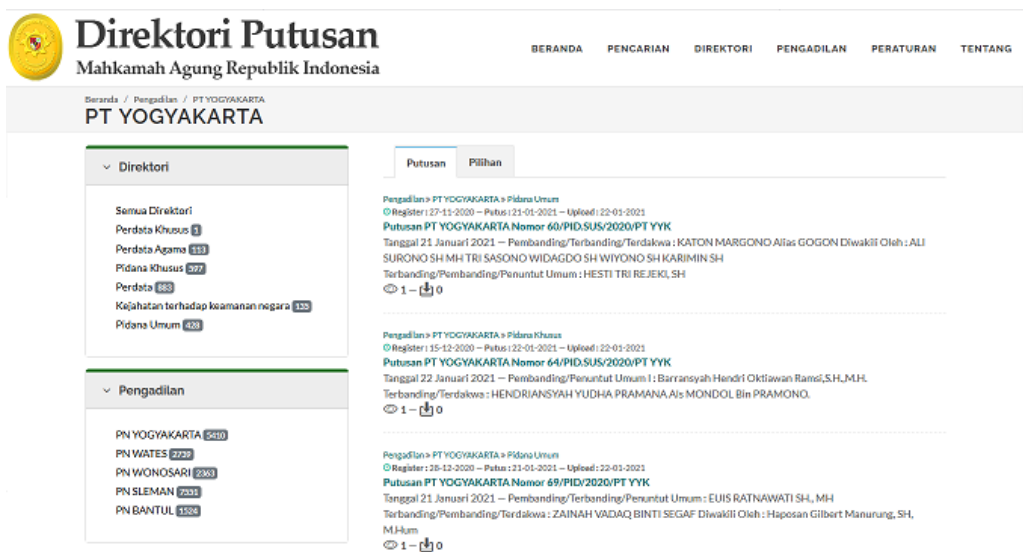 Direktori Putusan
Mahkamah Agung Republik Indonesia
BERANDA PENCARIAN DIREKTORI PENGADILAN PERATURAN TENTANG
Beranda / Pengadilan / PT YOGYAKARTA
PT YOGYAKARTA
Direktori
Semua Direktori
Perdata Khusus 1
Perdata Agama 113
Pidana Khusus 397
Perdata 883
Kejahatan terhadap keamanan negara 135
Pidana Umum 428
Pengadilan
PN YOGYAKARTA 5410
PN WATES 2739
PN WONOSARI 2363
PN SLEMAN 7551
PN BANTUL 1524
Putusan Pilihan
Pengadilan » PT YOGYAKARTA » Pidana Umum
Register : 27-11-2020 — Putus : 21-01-2021 — Upload : 22-01-2021
Putusan PT YOGYAKARTA Nomor 60/PID.SUS/2020/PT YYK
Tanggal 21 Januari 2021 — Pembanding/Terbanding/Terdakwa : KATON MARGONO Alias GOGON Diwakili Oleh : ALI
SURONO SH MH TRI SASONO WIDAGDO SH WIYONO SH KARIMIN SH
Terbanding/Pembanding/Penuntut Umum : HESTI TRI REJEKI, SH
1 — 0
Pengadilan » PT YOGYAKARTA » Pidana Khusus
Register : 15-12-2020 — Putus : 22-01-2021 — Upload : 22-01-2021
Putusan PT YOGYAKARTA Nomor 64/PID.SUS/2020/PT YYK
Tanggal 22 Januari 2021 — Pembanding/Penuntut Umum I : Barransyah Hendri Oktiawan Ramsi,S.H.,M.H.
Terbanding/Terdakwa : HENDRIANSYAH YUDHA PRAMANA Als MONDOL Bin PRAMONO.
1 — 0
Pengadilan » PT YOGYAKARTA » Pidana Umum
Register : 28-12-2020 — Putus : 21-01-2021 — Upload : 22-01-2021
Putusan PT YOGYAKARTA Nomor 69/PID/2020/PT YYK
Tanggal 21 Januari 2021 — Pembanding/Terbanding/Penuntut Umum : EUIS RATNAWATI SH., MH
Terbanding/Pembanding/Terdakwa : ZAINAH VADAQ BINTI SEGAF Diwakili Oleh : Haposan Gilbert Manurung, SH,
M.Hum
1 — 0